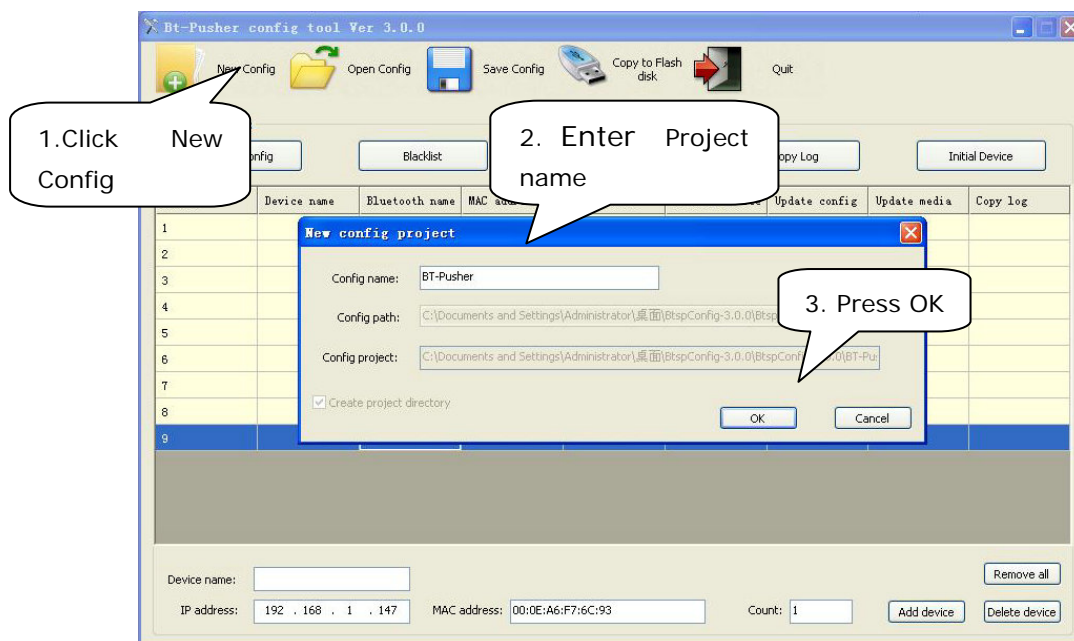 Bt-Pusher config tool Ver 3.0.0
New Config
Open Config
Save Config
Copy to Flash
disk
Quit
1.Click New
Config
2. Enter Project
name
Blacklist
Initial Device
Device name
Bluetooth name
MAC
Update config
Update media
Copy log
1
2
3
4
5
6
7
8
9
New config project
Config name:
BT-Pusher
Config path:
C:\Documents and Settings\Administrator\桌面\BtspConfig-3.0.0\Btsp
3. Press OK
Config project:
C:\Documents and Settings\Administrator\桌面\BtspConfig-3.0.0\BtspConf
Create project directory
OK
Cancel
Device name:
Remove all
IP address:
192 . 168 . 1 . 147
MAC address:
00:0E:A6:F7:6C:93
Count:
1
Add device
Delete device